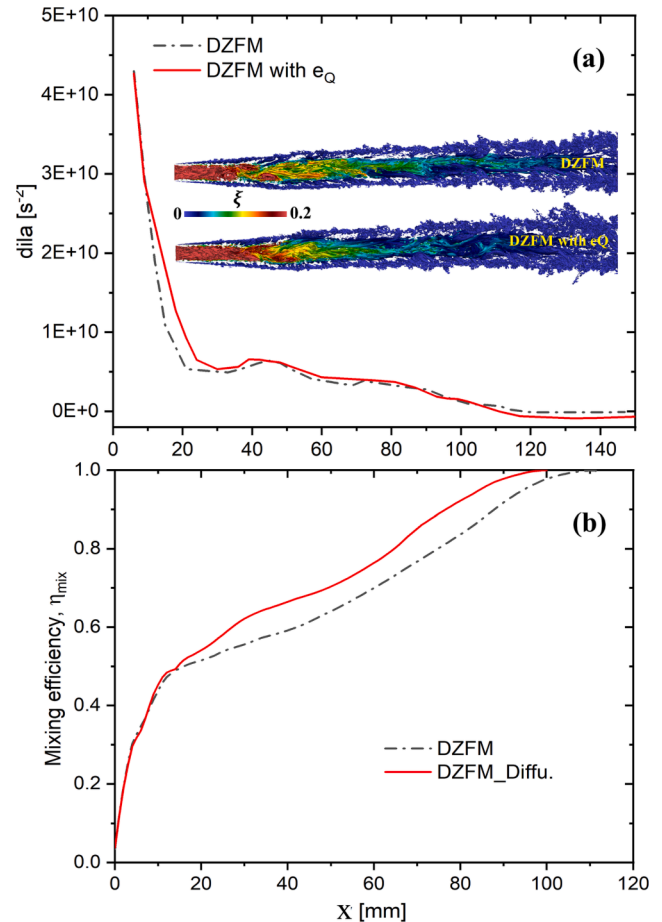 5E+10
4E+10
3E+10
2E+10
1E+10
0E+0
dila [s⁻²]
DZFM
DZFM with e_Q
(a)
DZFM
ξ
0 0.2
DZFM with eQ
0 20 40 60 80 100 120 140
1.0
0.8
0.6
0.4
0.2
0.0
Mixing efficiency, η_mix
(b)
DZFM
DZFM_Diffu.
0 20 40 60 80 100 120
X [mm]